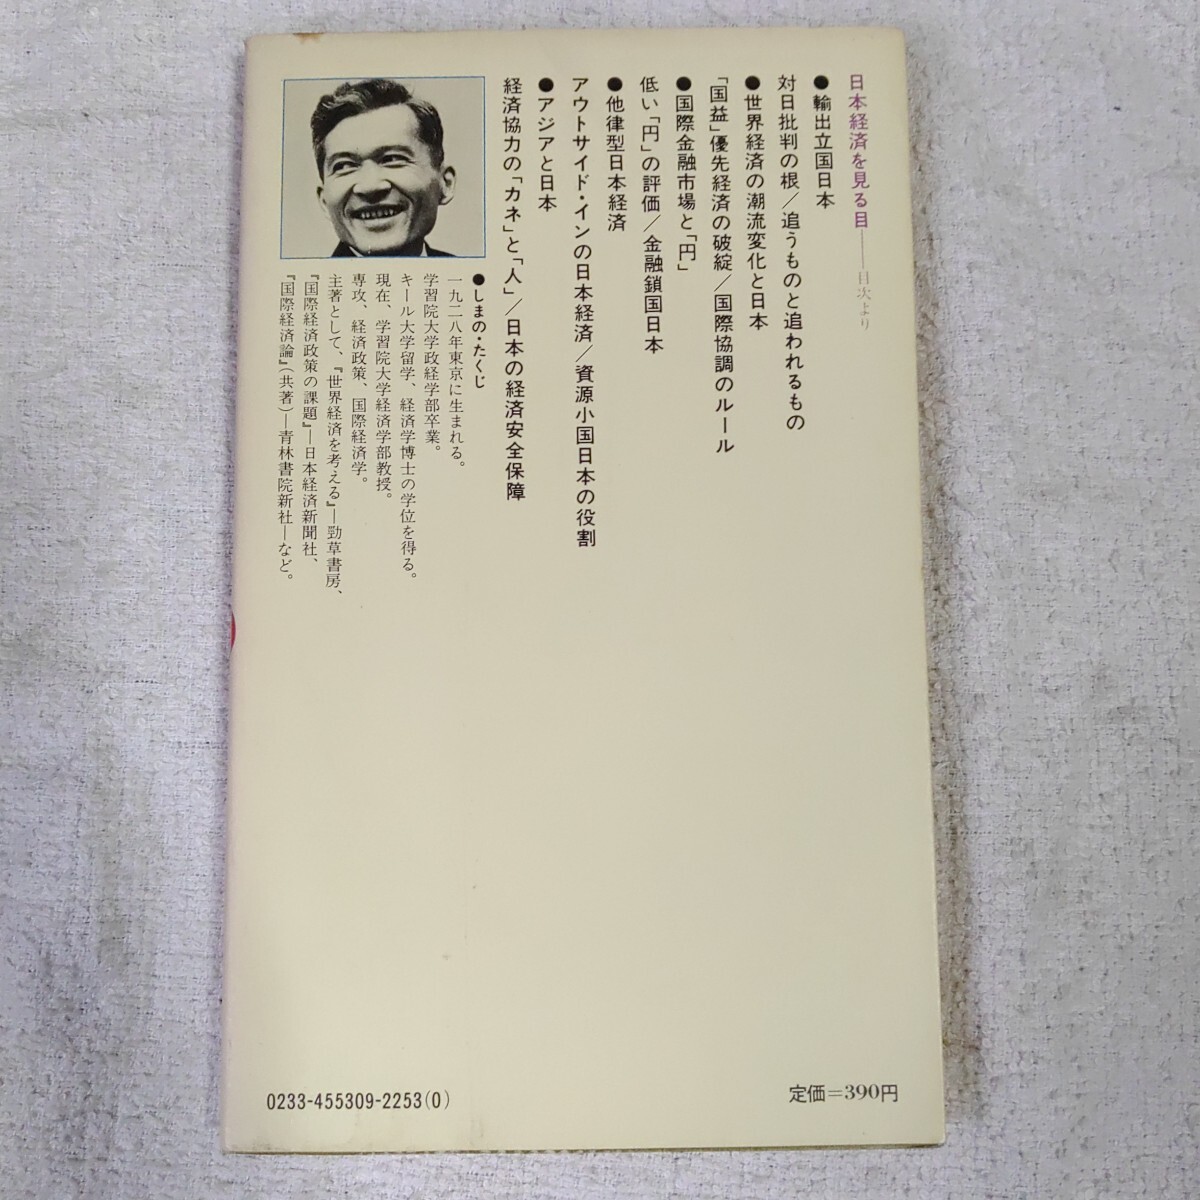 日本経済を見る目――目次より
●輸出立国日本
対日批判の根／追うものと追われるもの
●世界経済の潮流変化と日本
「国益」優先経済の破綻／国際協調のルール
●国際金融市場と「円」
低い「円」の評価／金融鎖国日本
●他律型日本経済
アウトサイド・インの日本経済／資源小国日本の役割
●アジアと日本
経済協力の「カネ」と「人」／日本の経済安全保障
●しまの・たくじ
一九二八年東京に生まれる。
学習院大学政経学部卒業。
キール大学留学、経済学博士の学位を得る。
現在、学習院大学経済学部教授。
専攻、経済政策、国際経済学。
主著として、『世界経済を考える』―勁草書房、
『国際経済政策の課題』―日本経済新聞社、
『国際経済論』（共著）―青林書院新社―など。
0233-455309-2253(0)
定価＝390円